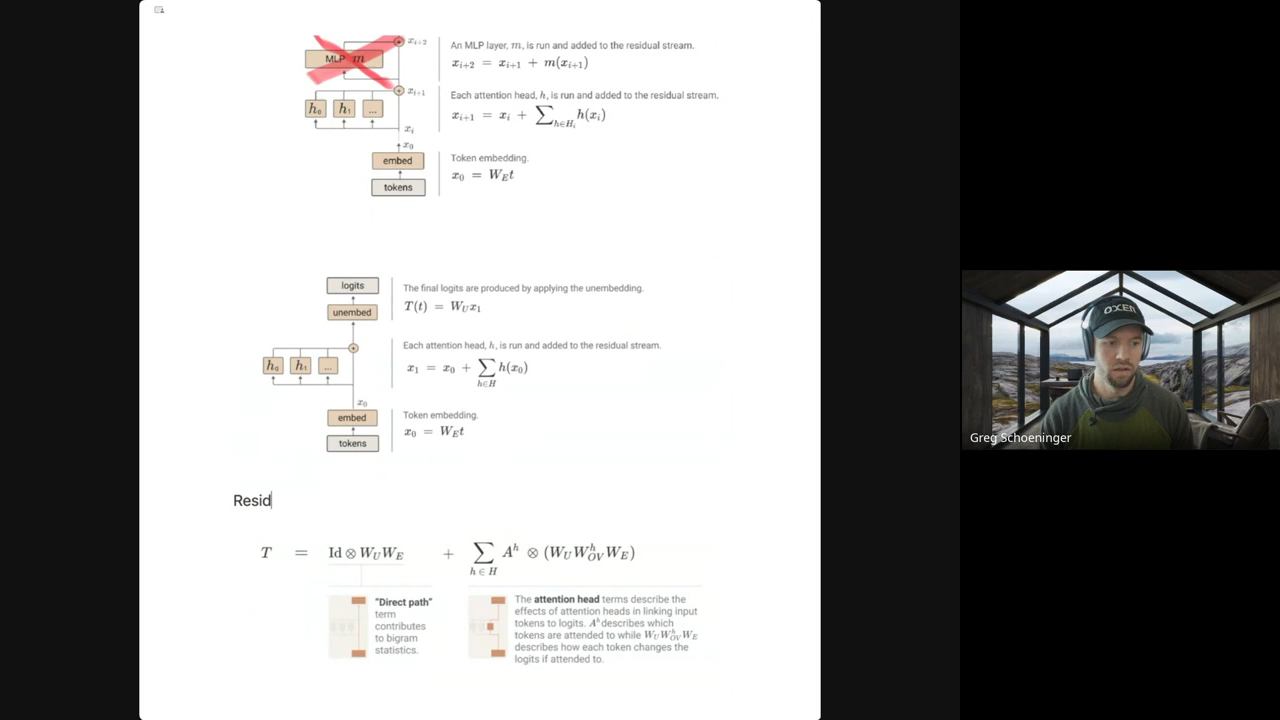 x_{i+2}
MLP m
An MLP layer, m, is run and added to the residual stream.
x_{i+2} = x_{i+1} + m(x_{i+1})
x_{i+1}
h_0 h_1 ...
Each attention head, h, is run and added to the residual stream.
x_{i+1} = x_i + ∑_{h∈H_i} h(x_i)
x_i
x_0
embed
tokens
Token embedding.
x_0 = W_E t
logits
unembed
The final logits are produced by applying the unembedding.
T(t) = W_U x_1
h_0 h_1 ...
Each attention head, h, is run and added to the residual stream.
x_1 = x_0 + ∑_{h∈H} h(x_0)
x_0
embed
tokens
Token embedding.
x_0 = W_E t
Resid
T = Id ⊗ W_U W_E + ∑_{h∈H} A^h ⊗ (W_U W_{OV}^h W_E)
"Direct path"
term
contributes
to bigram
statistics.
The attention head terms describe the
effects of attention heads in linking input
tokens to logits. A^h describes which
tokens are attended to while W_U W_{OV}^h W_E
describes how each token changes the
logits if attended to.
OXEN
Greg Schoeninger